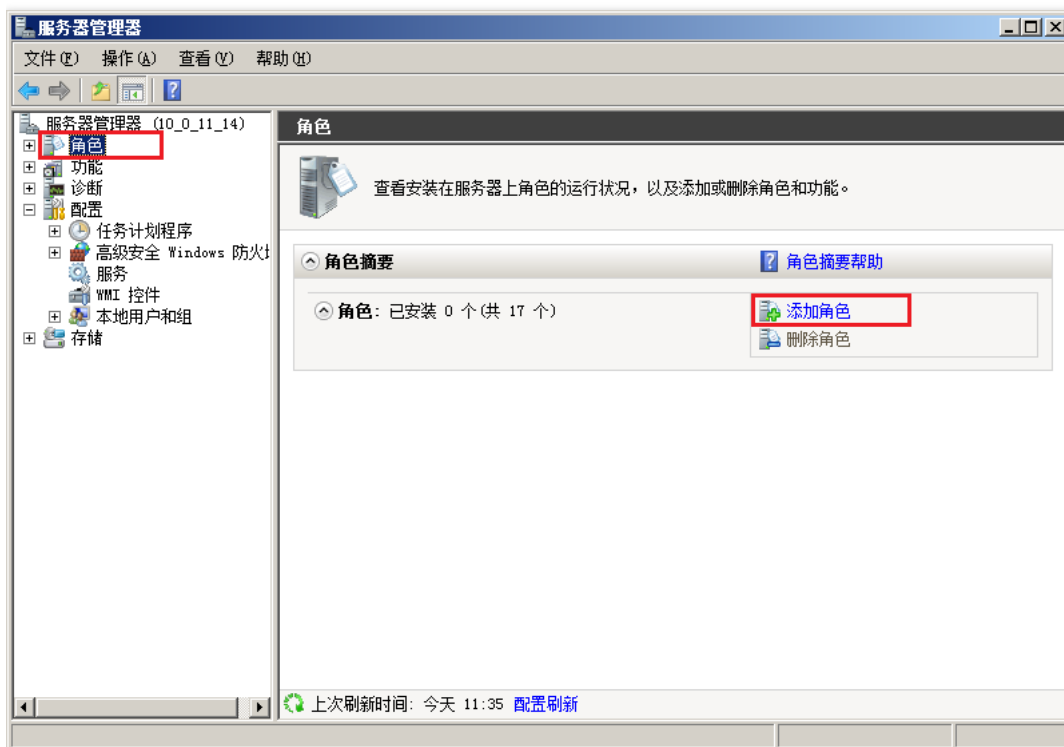 服务器管理器
文件(F) 操作(A) 查看(V) 帮助(H)
服务器管理器 (10_0_11_14)
角色
功能
诊断
配置
任务计划程序
高级安全 Windows 防火
服务
WMI 控件
本地用户和组
存储
角色
查看安装在服务器上角色的运行状况，以及添加或删除角色和功能。
角色摘要
角色摘要帮助
角色: 已安装 0 个(共 17 个)
添加角色
删除角色
上次刷新时间: 今天 11:35 配置刷新